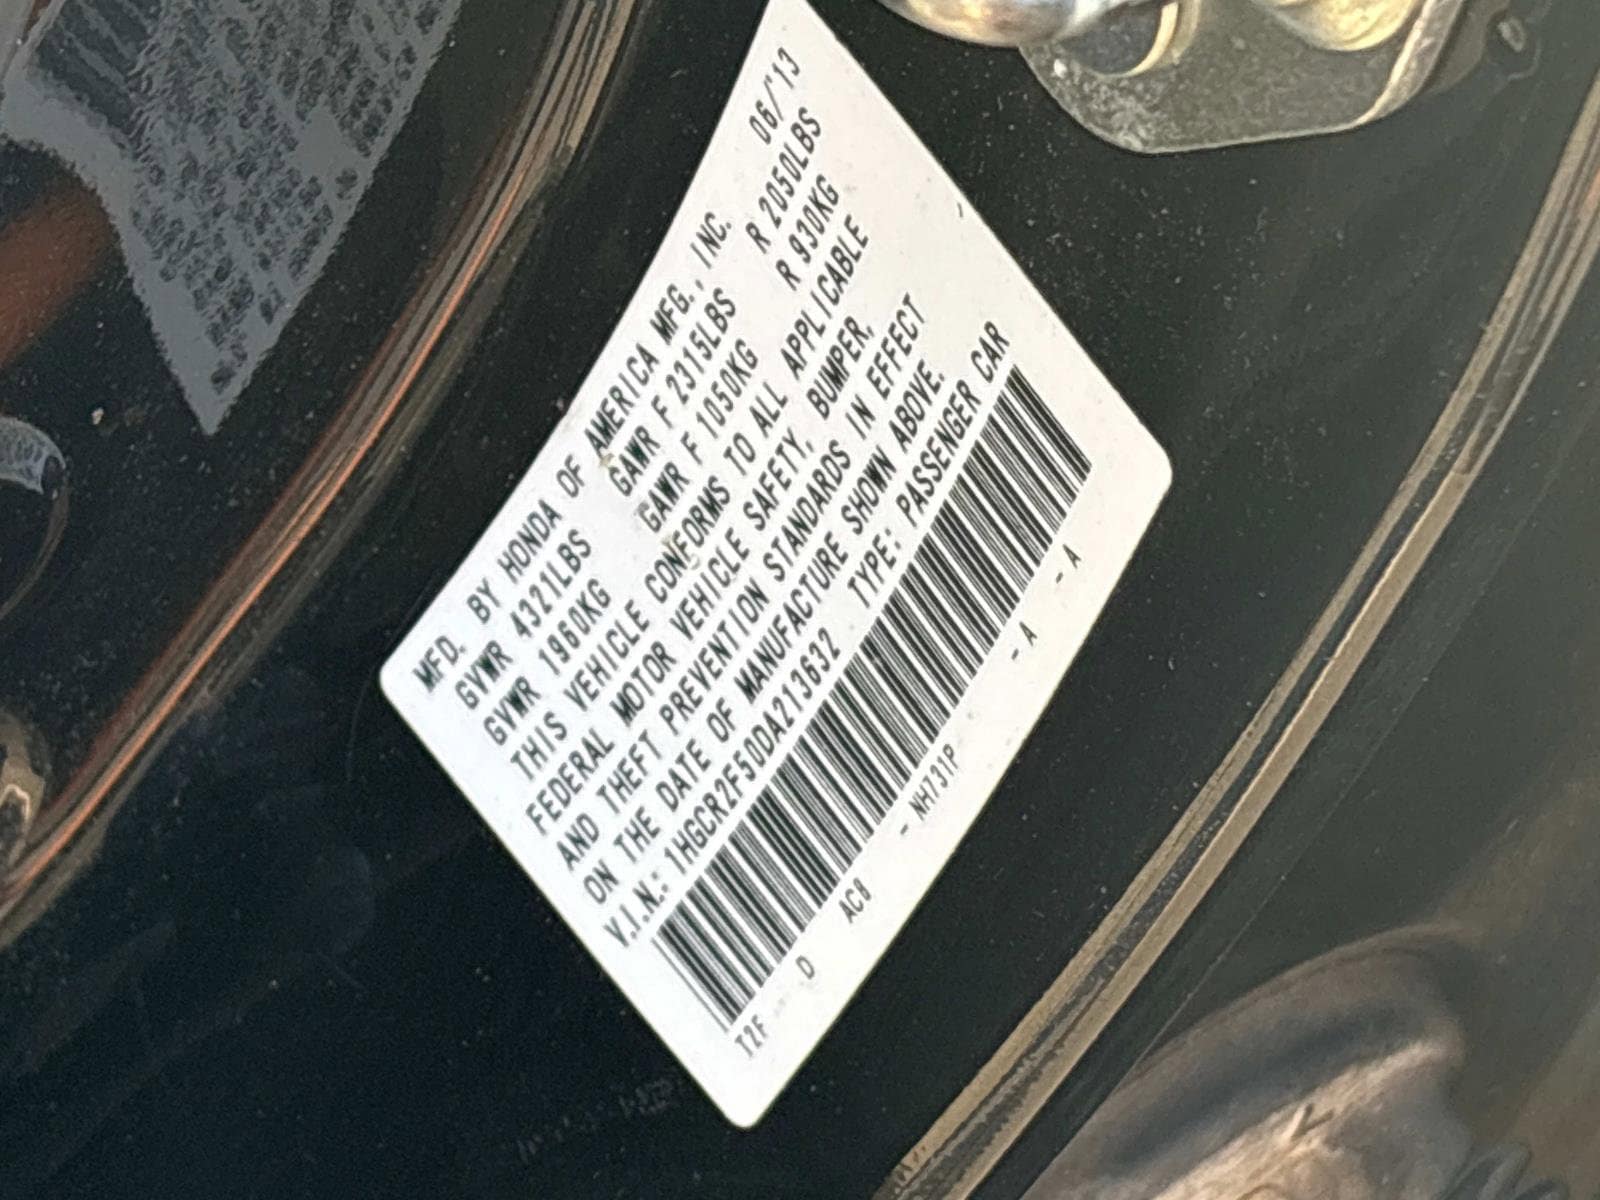 MFD. BY HONDA OF AMERICA MFG., INC. 06/'13
GVWR 4321LBS GAWR F 2315LBS R 2050LBS
GVWR 1960KG GAWR F 1050KG R 930KG
THIS VEHICLE CONFORMS TO ALL APPLICABLE
FEDERAL MOTOR VEHICLE SAFETY, BUMPER,
AND THEFT PREVENTION STANDARDS IN EFFECT
ON THE DATE OF MANUFACTURE SHOWN ABOVE.
V.I.N.: 1HGCR2F50DA213632 TYPE: PASSENGER CAR
T2F D AC8 - NH731P - A - A